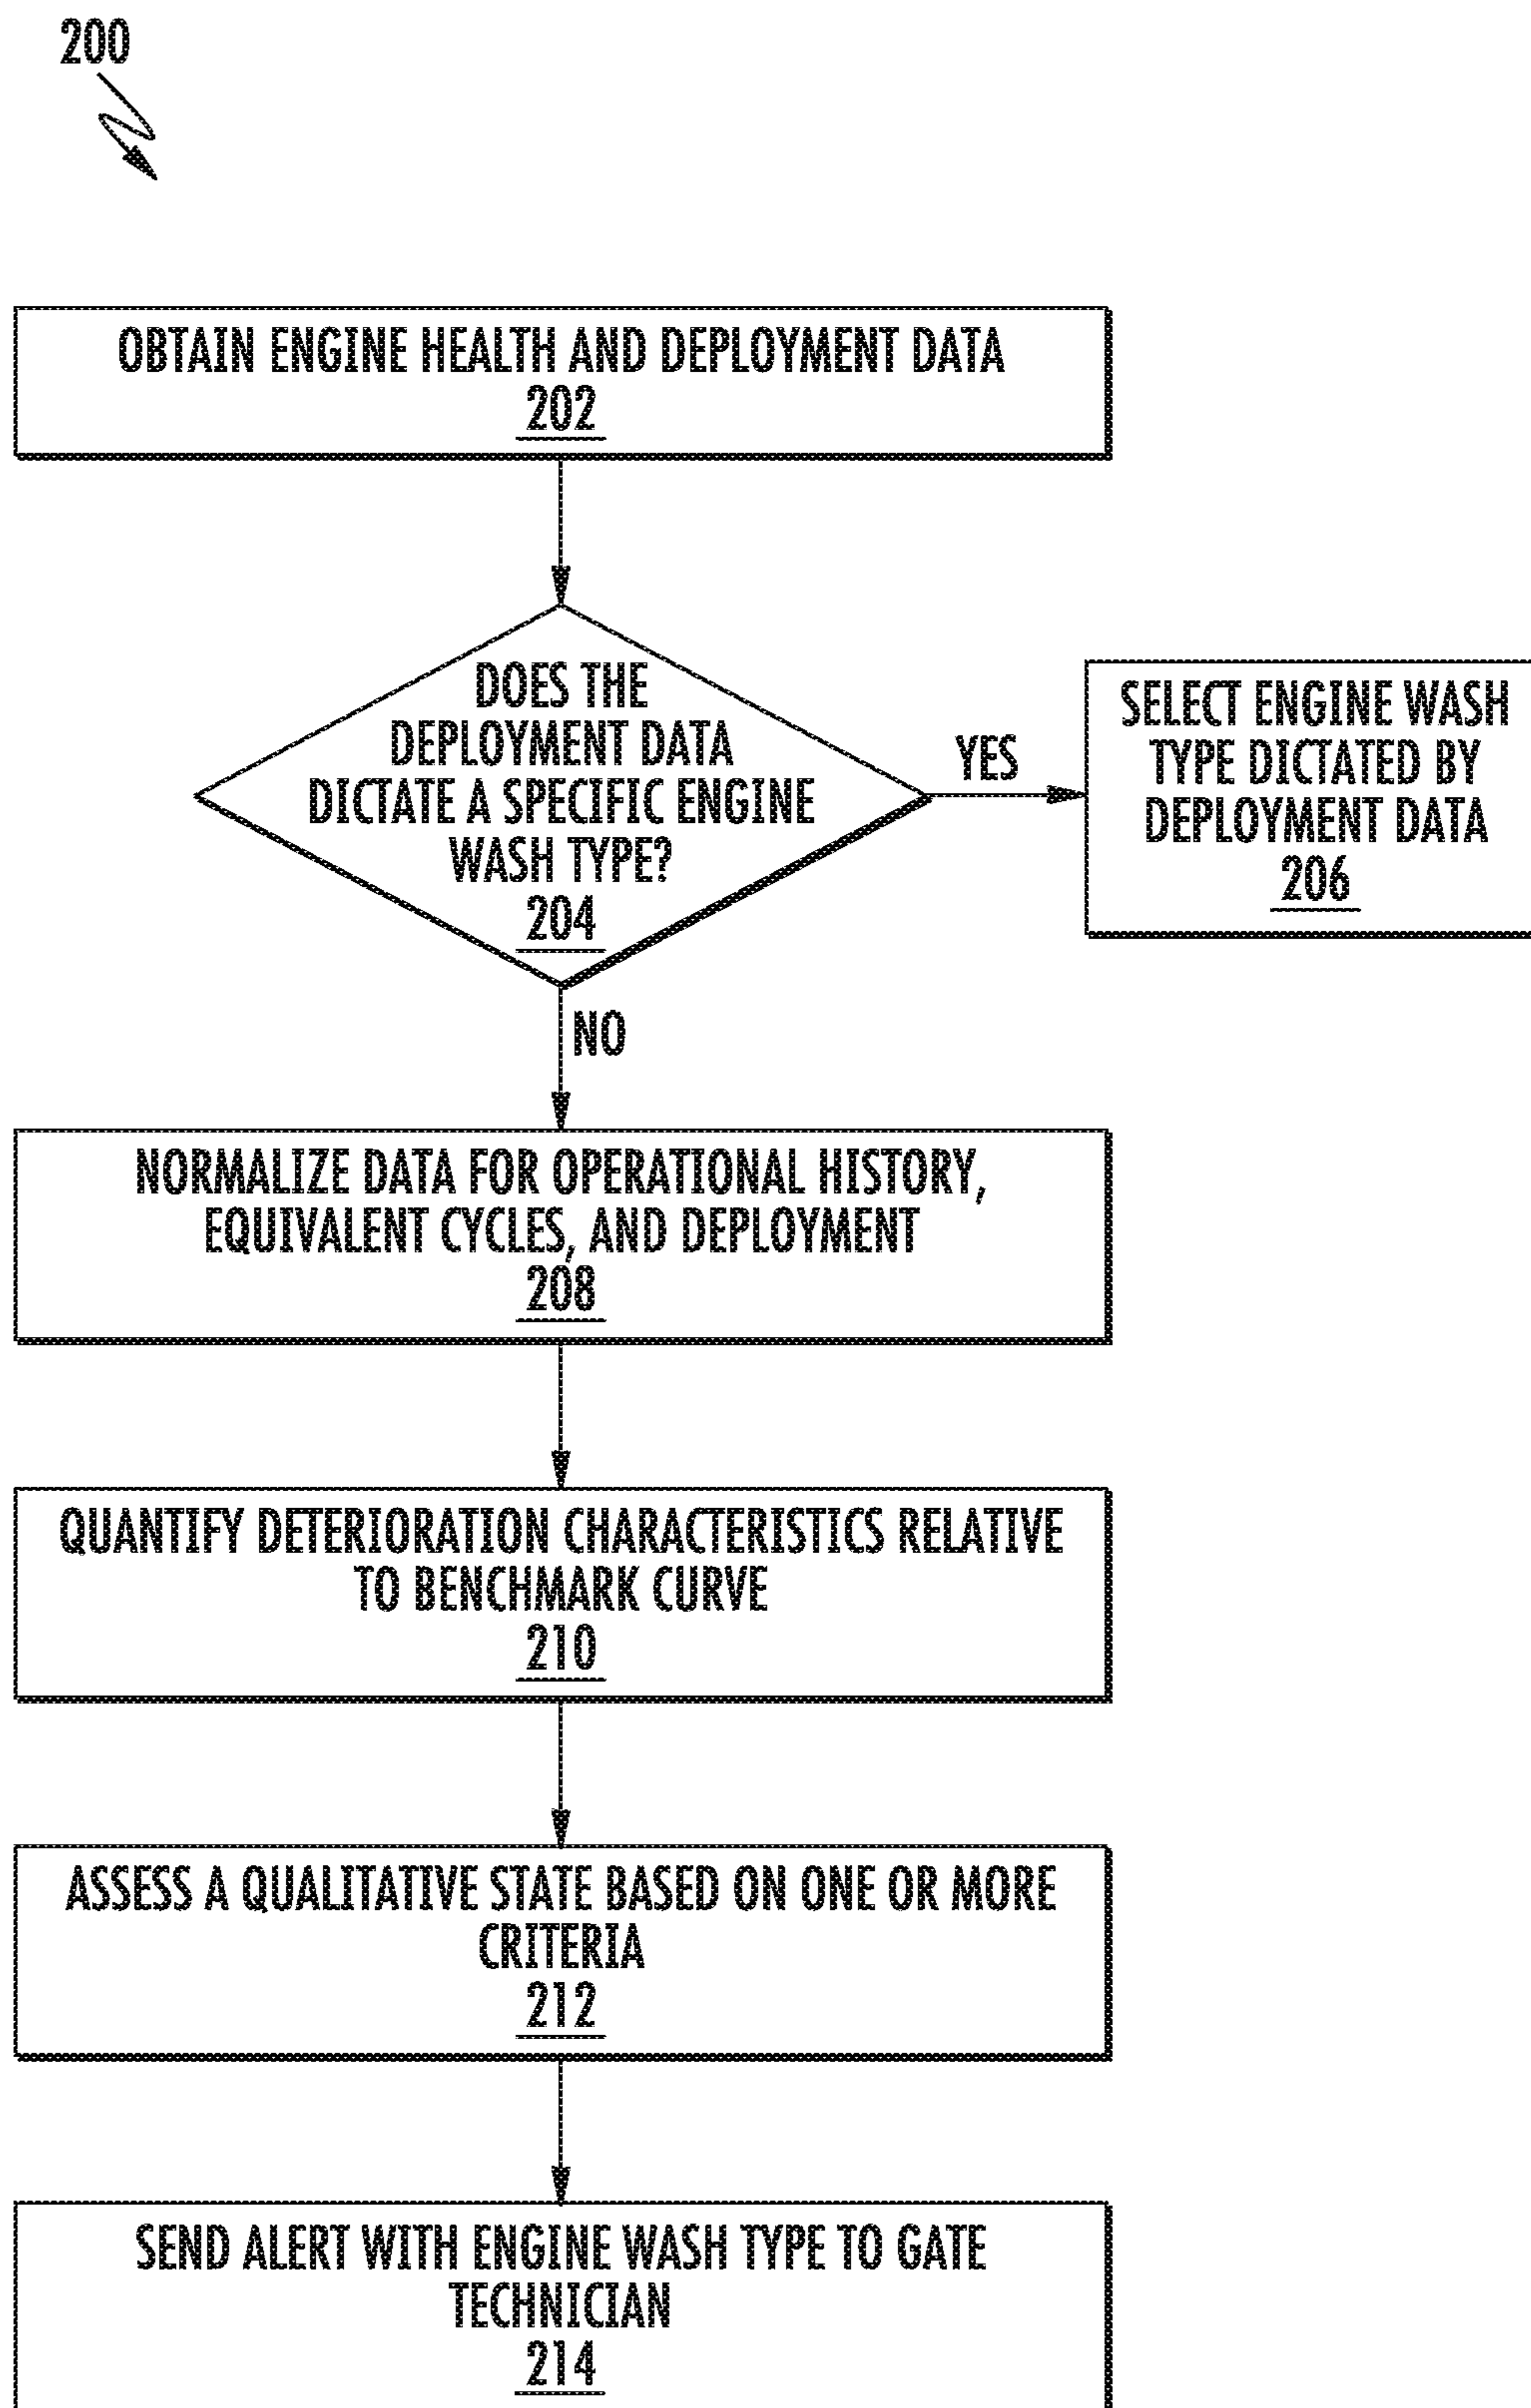 200
OBTAIN ENGINE HEALTH AND DEPLOYMENT DATA
202
DOES THE
DEPLOYMENT DATA
DICTATE A SPECIFIC ENGINE
WASH TYPE?
204
YES
SELECT ENGINE WASH
TYPE DICTATED BY
DEPLOYMENT DATA
206
NO
NORMALIZE DATA FOR OPERATIONAL HISTORY,
EQUIVALENT CYCLES, AND DEPLOYMENT
208
QUANTIFY DETERIORATION CHARACTERISTICS RELATIVE
TO BENCHMARK CURVE
210
ASSESS A QUALITATIVE STATE BASED ON ONE OR MORE
CRITERIA
212
SEND ALERT WITH ENGINE WASH TYPE TO GATE
TECHNICIAN
214